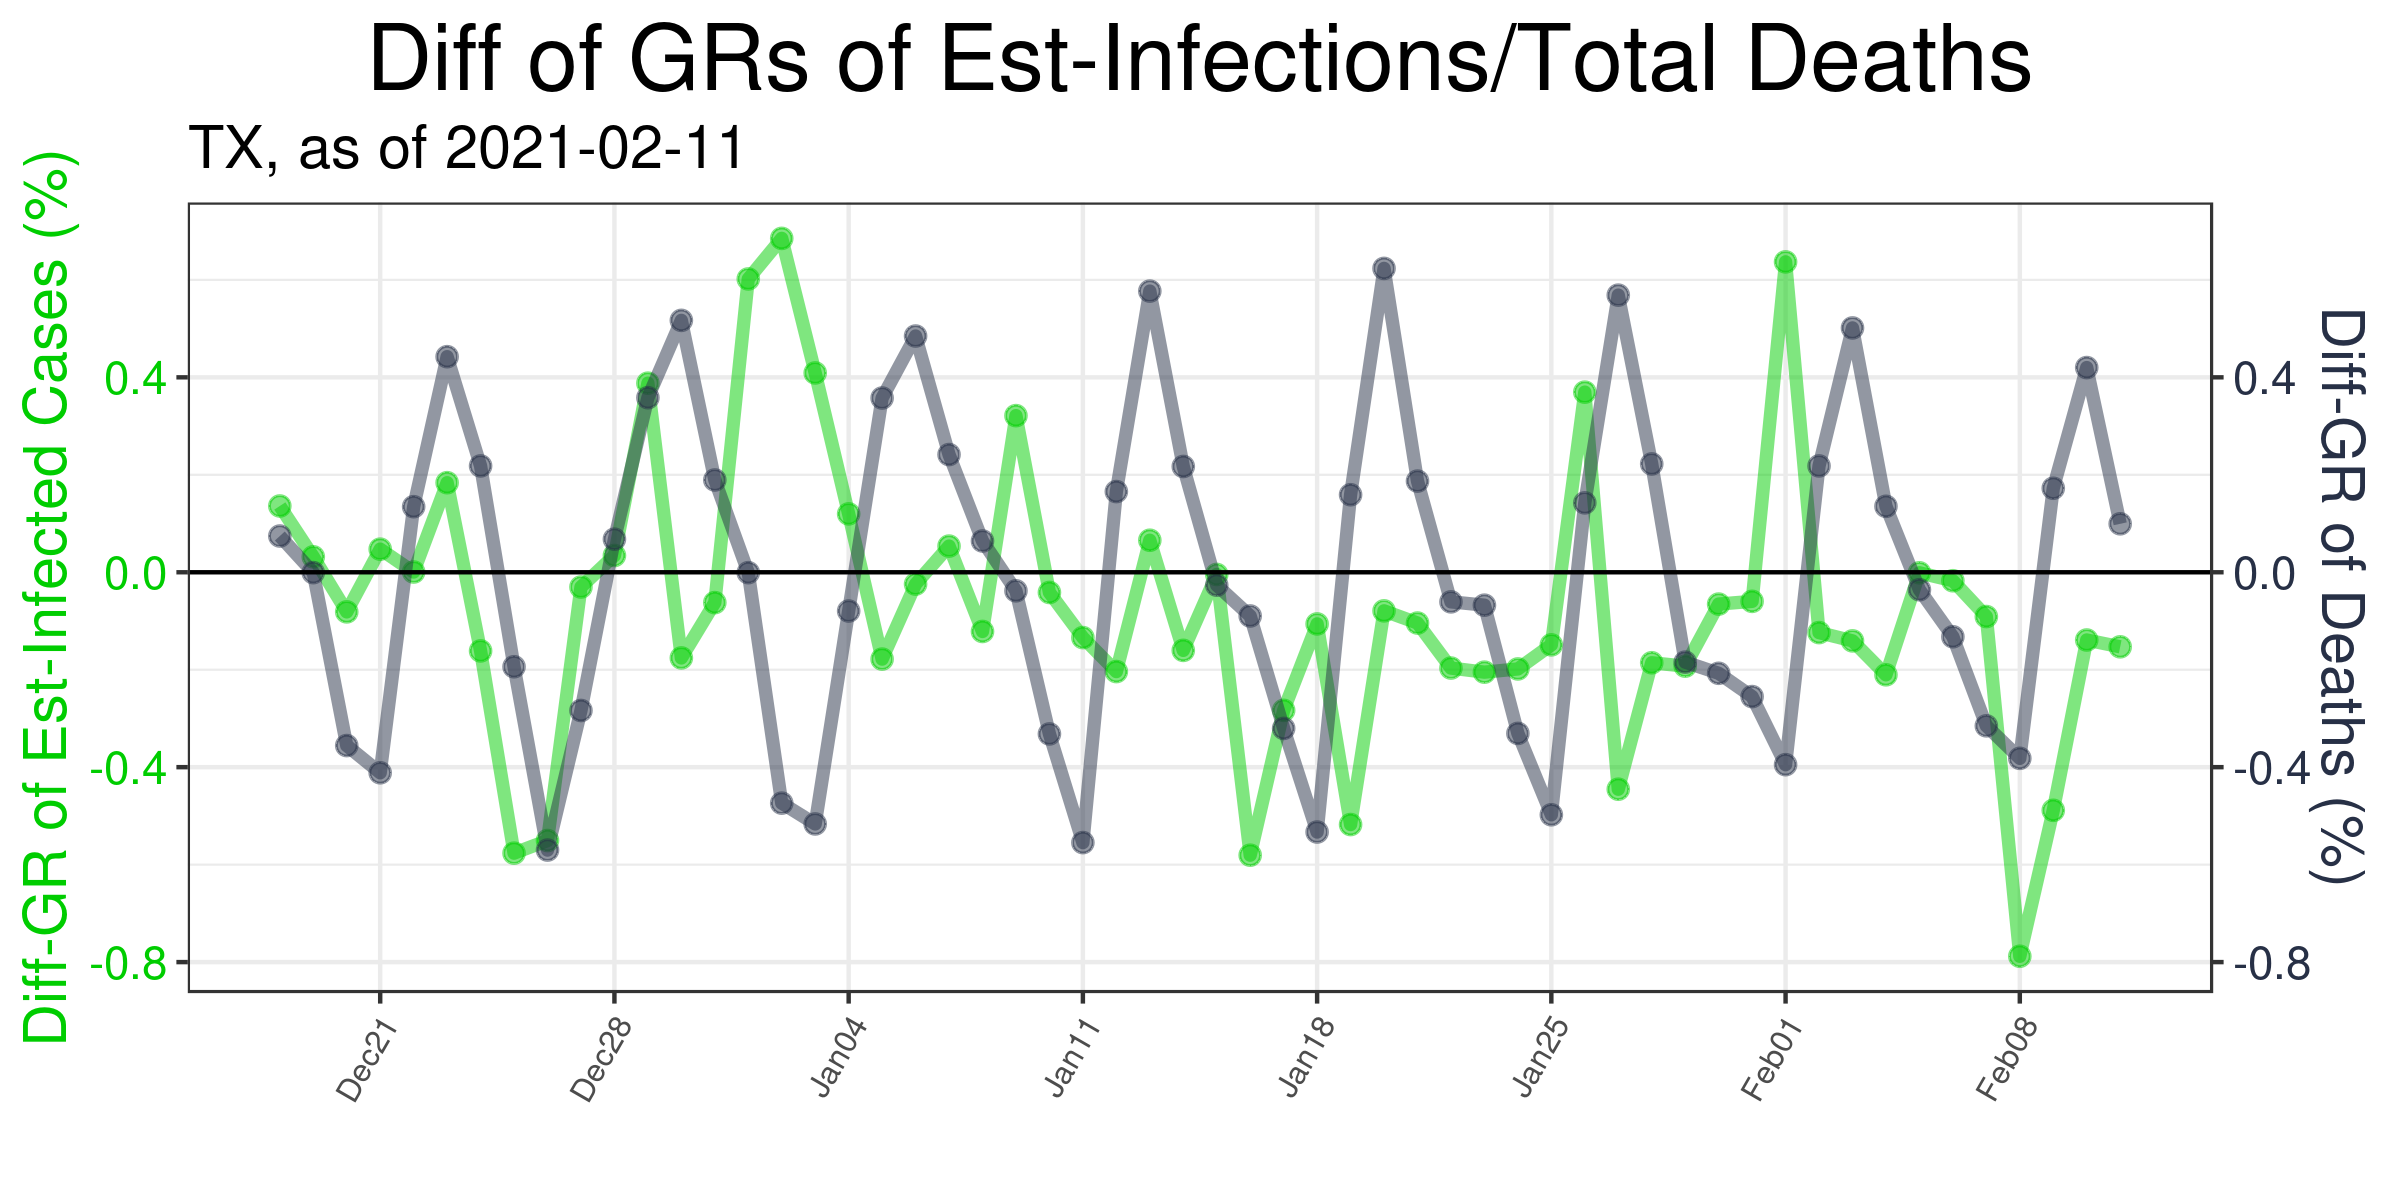 Diff of GRs of Est-Infections/Total Deaths
TX, as of 2021-02-11
Diff-GR of Est-Infected Cases (%)
0.4
0.0
-0.4
-0.8
0.4
0.0
-0.4
-0.8
Diff-GR of Deaths (%)
Dec21
Dec28
Jan04
Jan11
Jan18
Jan25
Feb01
Feb08